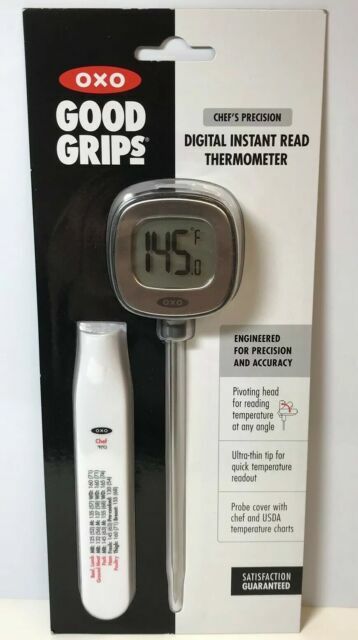 OXO
GOOD
GRIPS®
CHEF'S PRECISION
DIGITAL INSTANT READ
THERMOMETER
145.0 °F
OXO
ENGINEERED
FOR PRECISION
AND ACCURACY
Pivoting head
for reading
temperature
at any angle
Ultra-thin tip for
quick temperature
readout
Probe cover with
chef and USDA
temperature charts
SATISFACTION
GUARANTEED
OXO
Chef